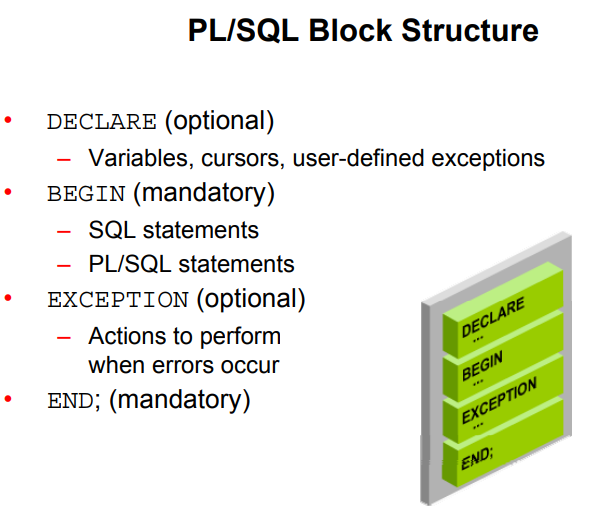 PL/SQL Block Structure
• DECLARE (optional)
– Variables, cursors, user-defined exceptions
• BEGIN (mandatory)
– SQL statements
– PL/SQL statements
• EXCEPTION (optional)
– Actions to perform
when errors occur
• END; (mandatory)
DECLARE
...
BEGIN
...
EXCEPTION
...
END;